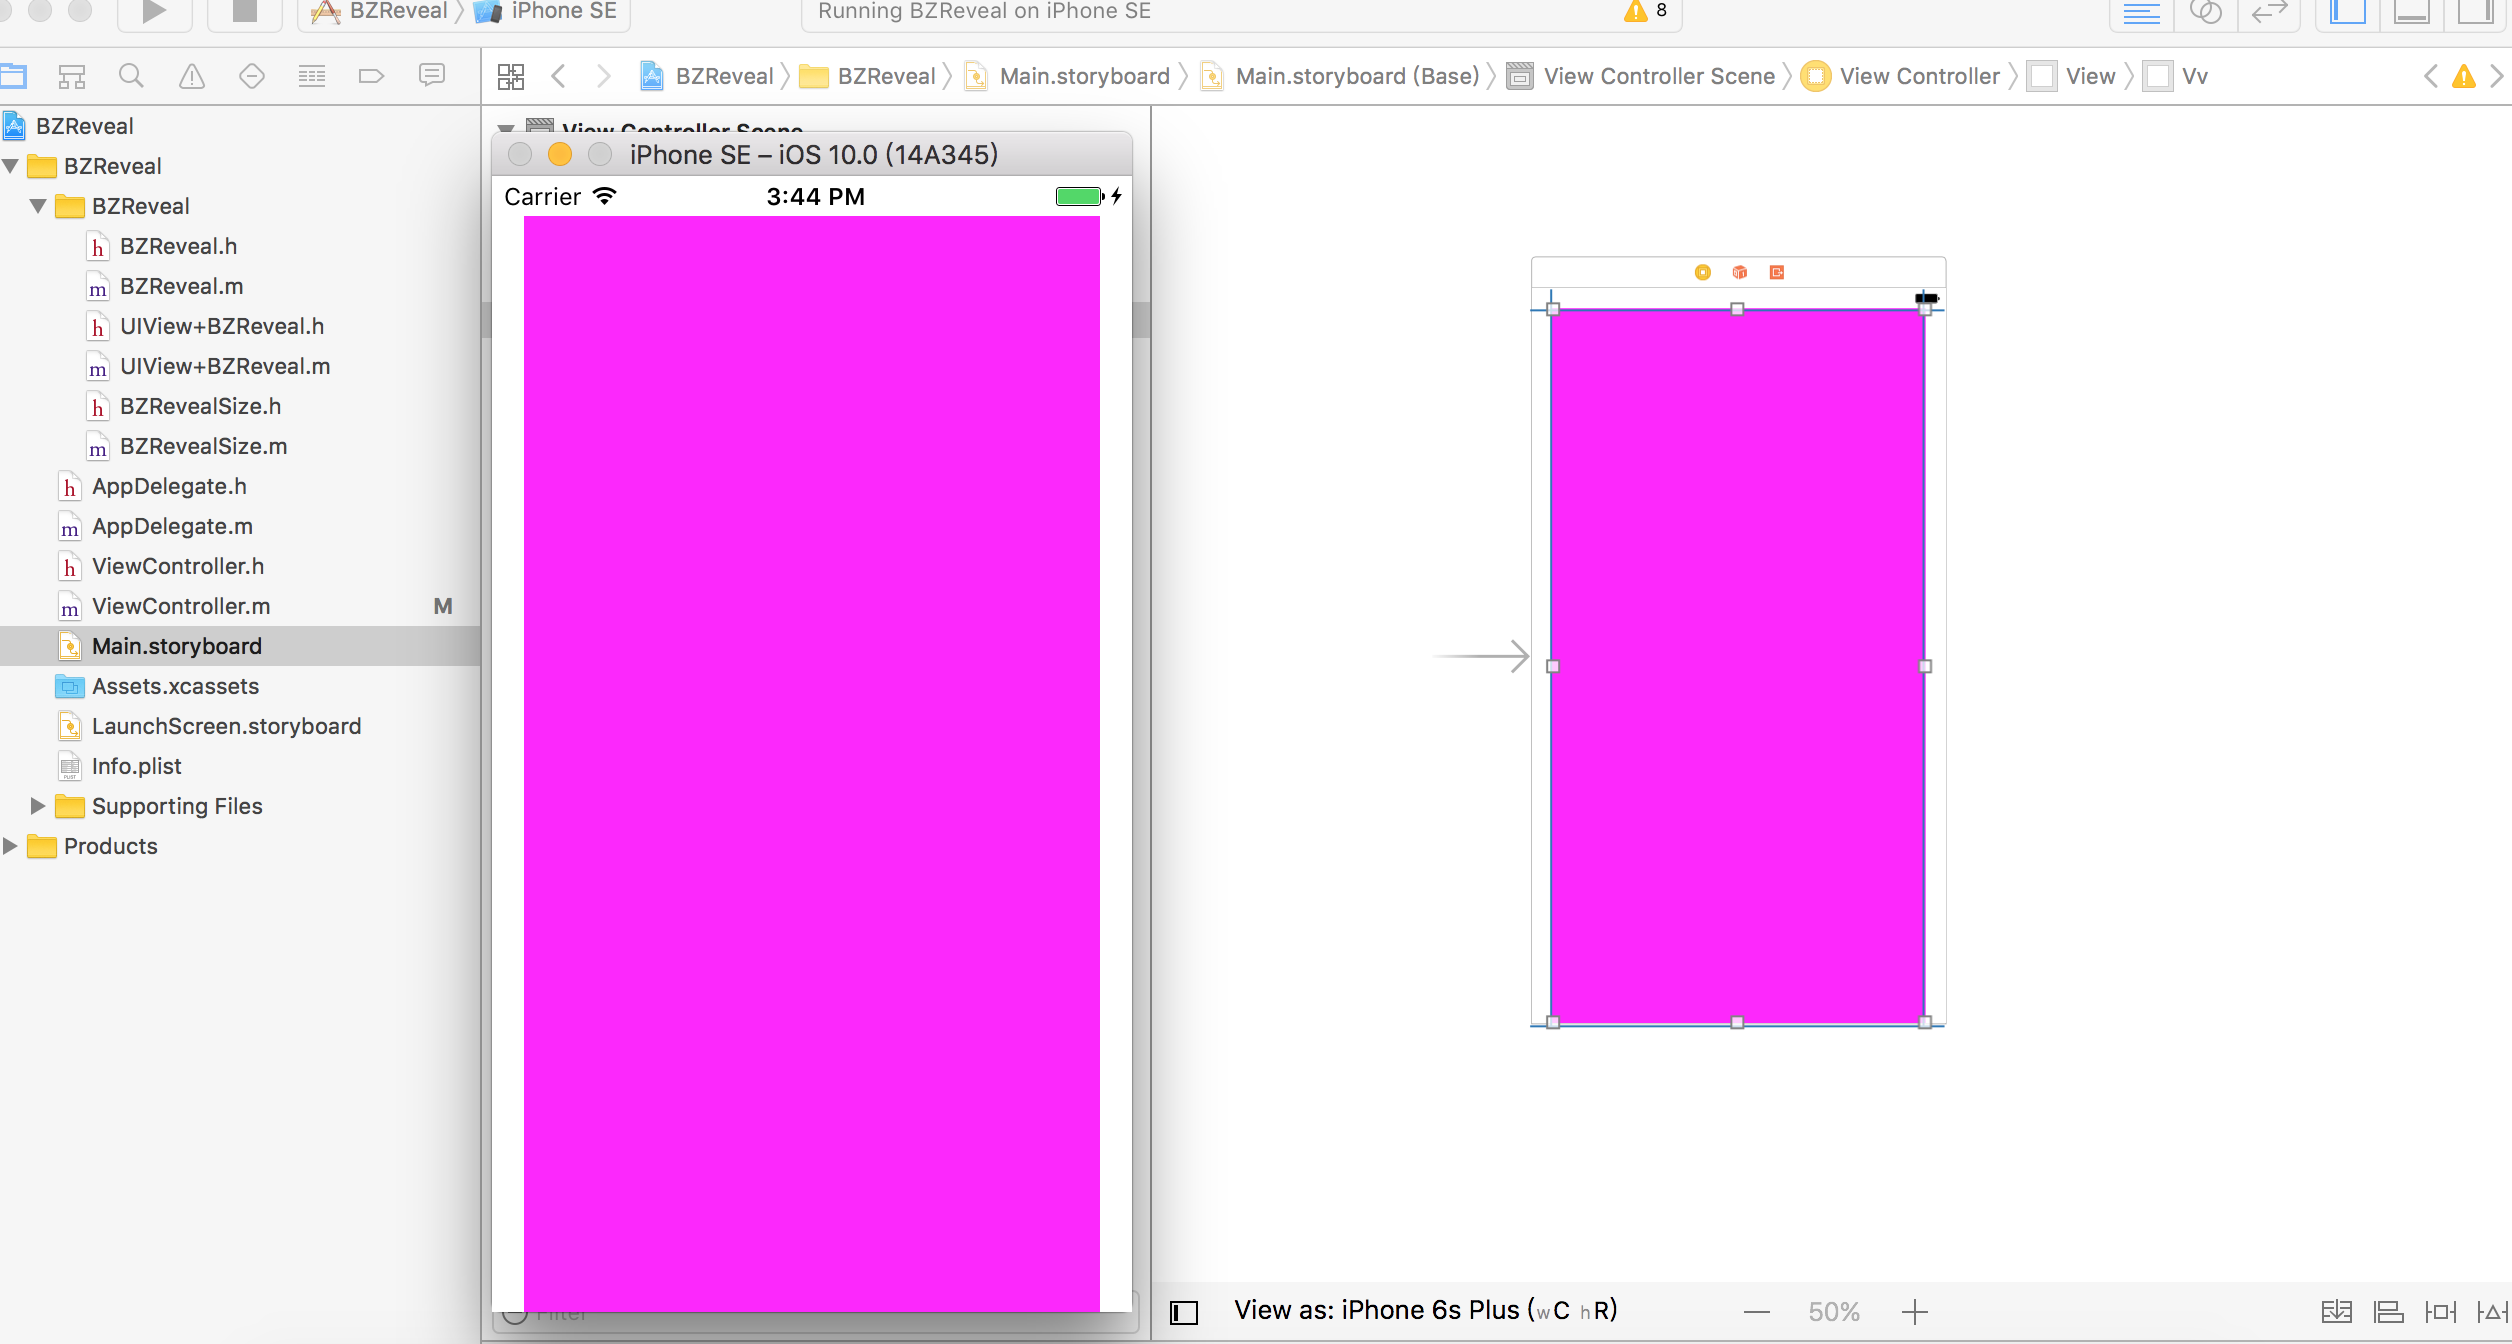 BZReveal iPhone SE
Running BZReveal on iPhone SE 8
BZReveal BZReveal Main.storyboard Main.storyboard (Base) View Controller Scene View Controller View Vv
BZReveal
BZReveal
BZReveal
h BZReveal.h
m BZReveal.m
h UIView+BZReveal.h
m UIView+BZReveal.m
h BZRevealSize.h
m BZRevealSize.m
h AppDelegate.h
m AppDelegate.m
h ViewController.h
m ViewController.m M
Main.storyboard
Assets.xcassets
LaunchScreen.storyboard
Info.plist
Supporting Files
Products
View Controller Scene
iPhone SE – iOS 10.0 (14A345)
Carrier 3:44 PM
Filter
View as: iPhone 6s Plus (wC hR) 50%